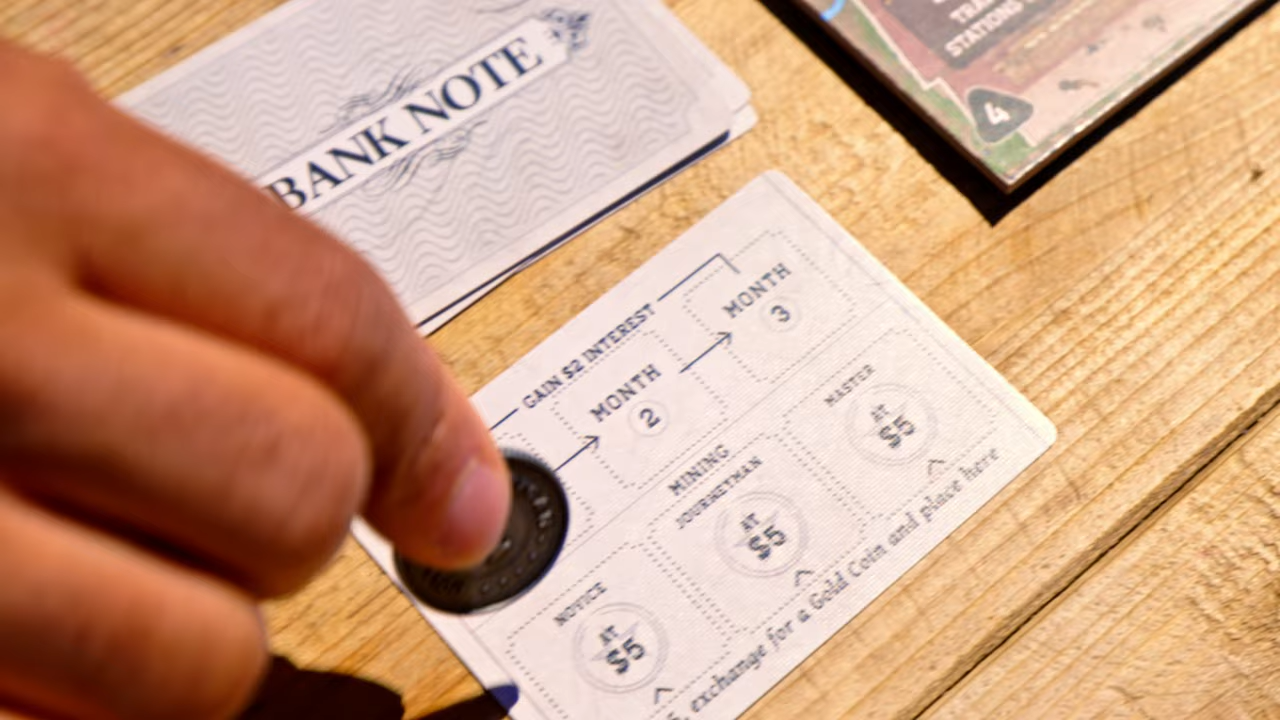 BANK NOTE
TRA
STATIONS
4
GAIN $2 INTEREST
MONTH
3
MONTH
2
MINING
NOVICE
AT
$5
JOURNEYMAN
AT
$5
MASTER
AT
$5
exchange for a Gold Coin and place here